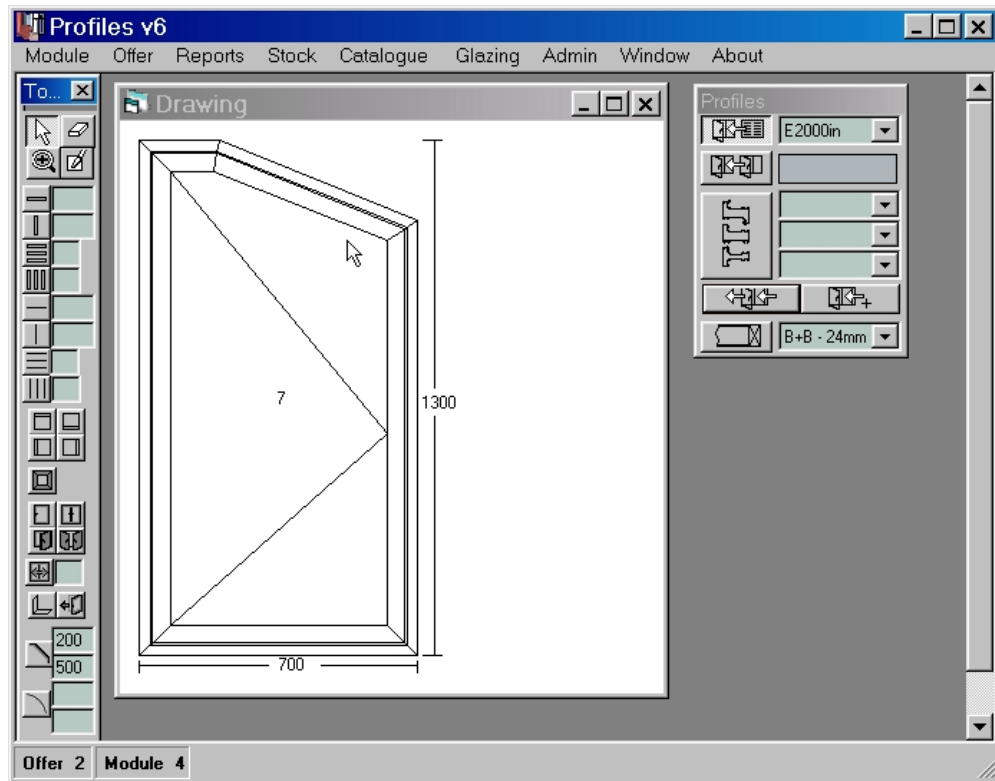 Profiles v6
Module Offer Reports Stock Catalogue Glazing Admin Window About
To...
Drawing
Profiles
E2000in
7
1300
B+B - 24mm
200
500
700
Offer 2 Module 4